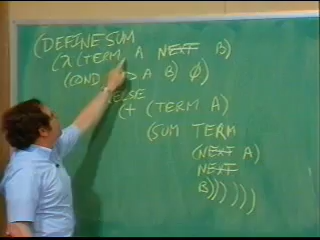 (DEFINE SUM
(λ (TERM A NEXT B)
(COND A B) ∅)
ELSE
(+ (TERM A)
(SUM TERM
(NEXT A)
NEXT
B))))))